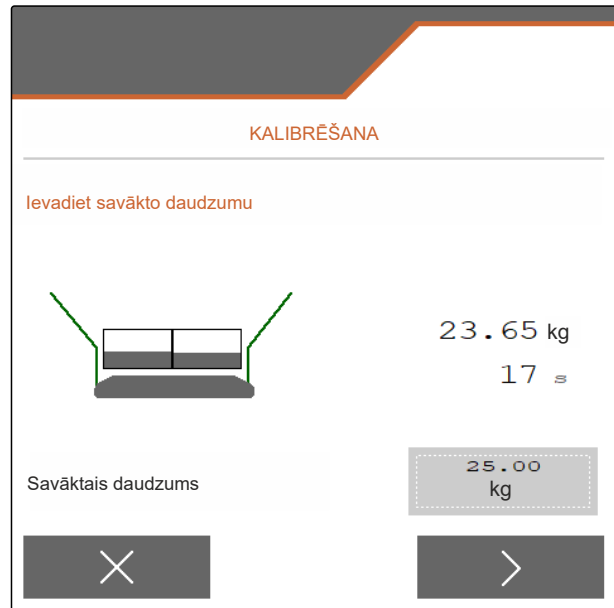 KALIBRĒŠANA
Ievadiet savākto daudzumu
23.65 kg
17 s
Savāktais daudzums
25.00
kg